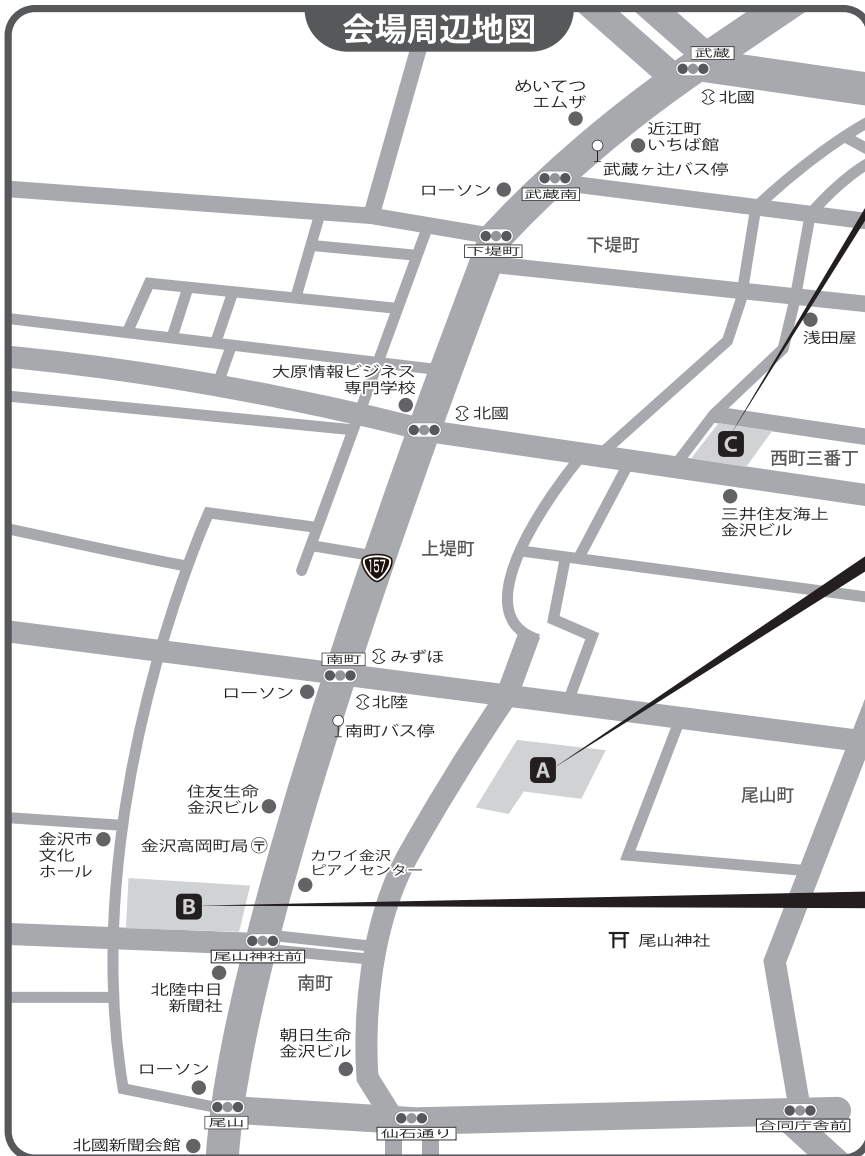 会場周辺地図
武蔵
北國
めいてつ
エムザ
近江町
いちば館
武蔵ヶ辻バス停
ローソン
武蔵南
下堤町
下堤町
浅田屋
大原情報ビジネス
専門学校
北國
C
西町三番丁
三井住友海上
金沢ビル
上堤町
157
南町
みずほ
ローソン
北陸
南町バス停
A
住友生命
金沢ビル
尾山町
金沢市
文化
ホール
金沢高岡町局
カワイ金沢
ピアノセンター
B
尾山神社
尾山神社前
北陸中日
新聞社
南町
朝日生命
金沢ビル
ローソン
尾山
仙石通り
合同庁舎前
北國新聞会館